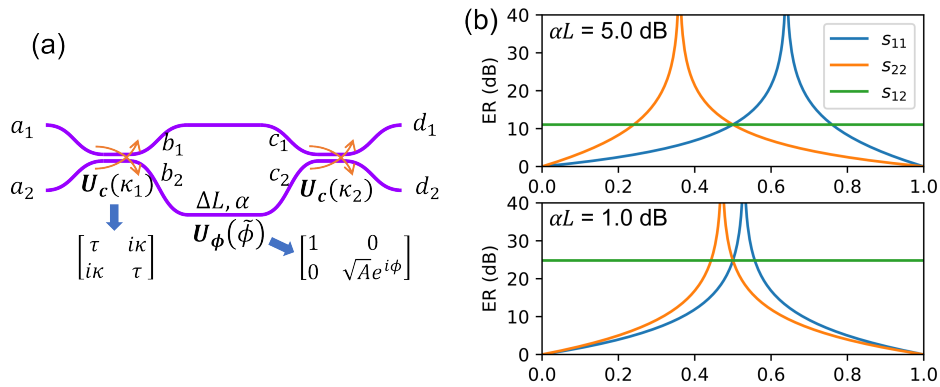 (a)
a₁
a₂
b₁
b₂
c₁
c₂
d₁
d₂
U_c(κ₁)
U_c(κ₂)
ΔL, α
U_ϕ(ϕ̃)
[τ iκ
iκ τ]
[1 0
0 √A e^{iϕ}]
(b)
αL = 5.0 dB
s₁₁
s₂₂
s₁₂
ER (dB)
40
30
20
10
0
0.0 0.2 0.4 0.6 0.8 1.0
αL = 1.0 dB
ER (dB)
40
30
20
10
0
0.0 0.2 0.4 0.6 0.8 1.0